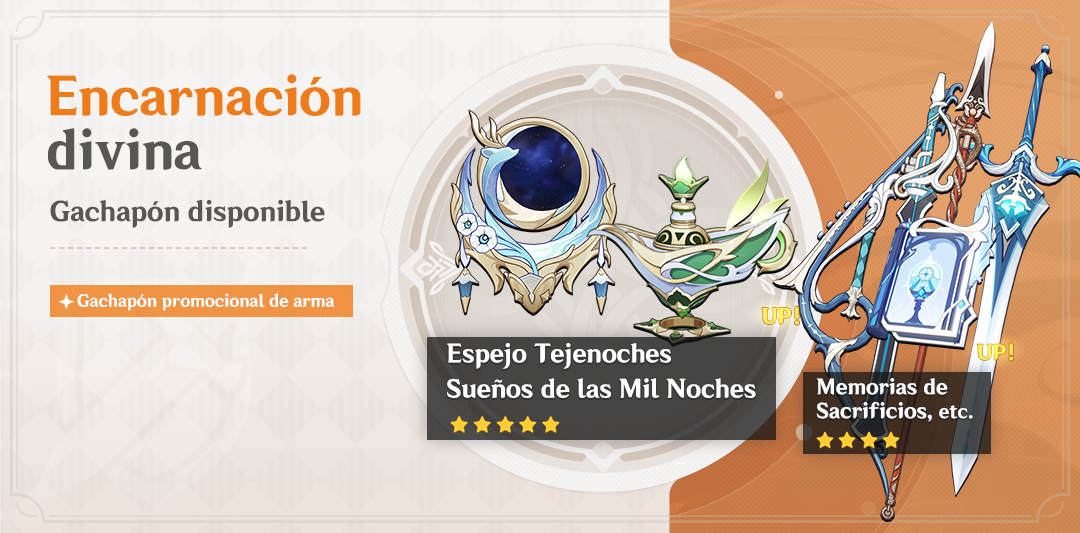 Encarnación
divina
Gachapón disponible
Gachapón promocional de arma
UP!
Espejo Tejenoches
Sueños de las Mil Noches
UP!
Memorias de
Sacrificios, etc.